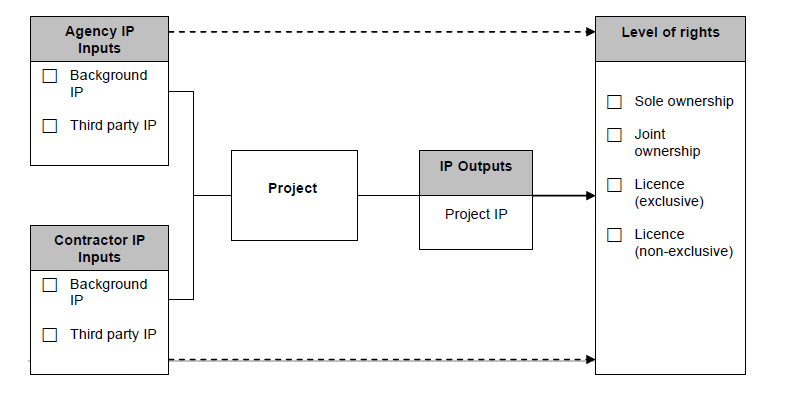 Agency IP
Inputs
Background
IP
Third party IP
Contractor IP
Inputs
Background
IP
Third party IP
Project
IP Outputs
Project IP
Level of rights
Sole ownership
Joint
ownership
Licence
(exclusive)
Licence
(non-exclusive)